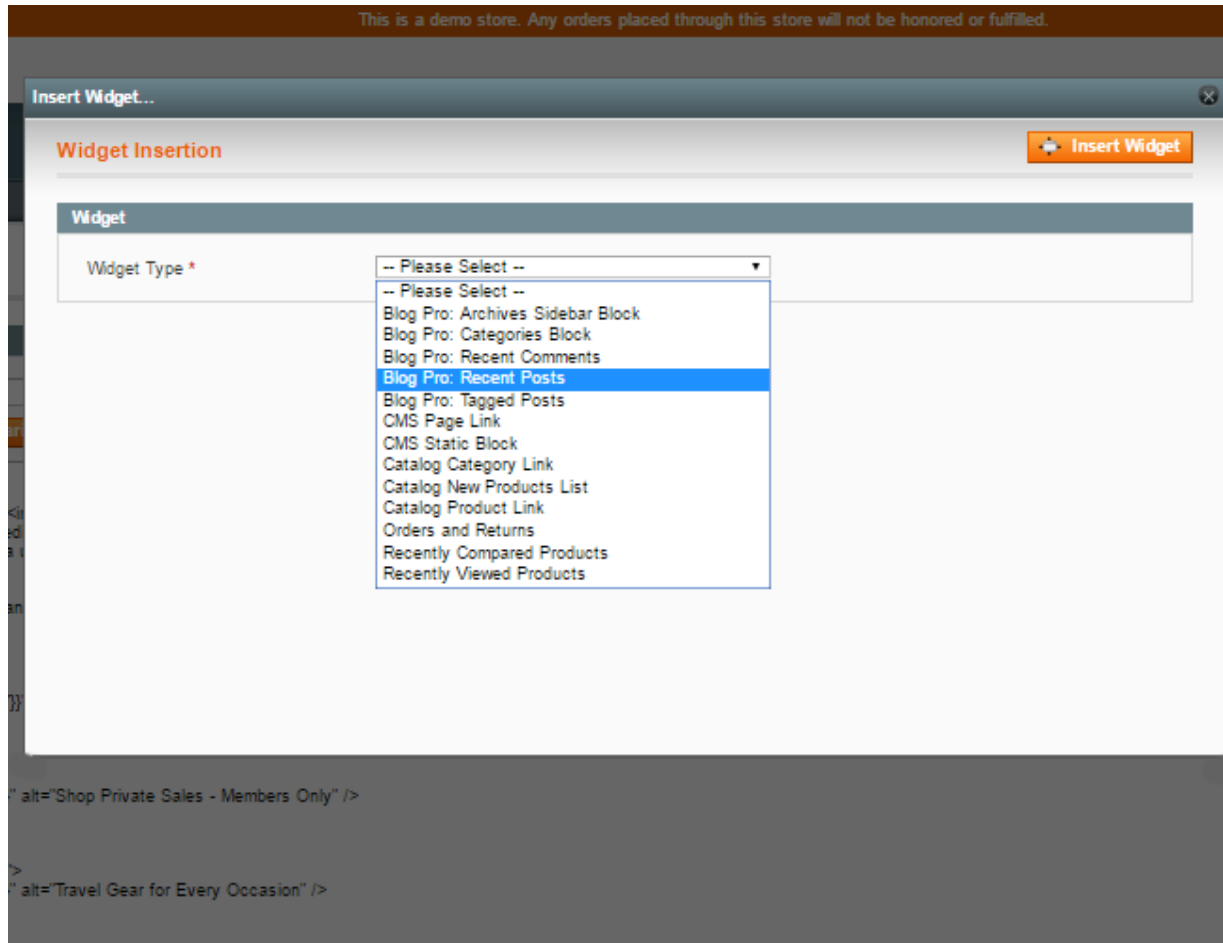 This is a demo store. Any orders placed through this store will not be honored or fulfilled.
Insert Widget...
Widget Insertion
Insert Widget
Widget
Widget Type *
-- Please Select --
-- Please Select --
Blog Pro: Archives Sidebar Block
Blog Pro: Categories Block
Blog Pro: Recent Comments
Blog Pro: Recent Posts
Blog Pro: Tagged Posts
CMS Page Link
CMS Static Block
Catalog Category Link
Catalog New Products List
Catalog Product Link
Orders and Returns
Recently Compared Products
Recently Viewed Products
}}"
" alt="Shop Private Sales - Members Only" />
">
" alt="Travel Gear for Every Occasion" />